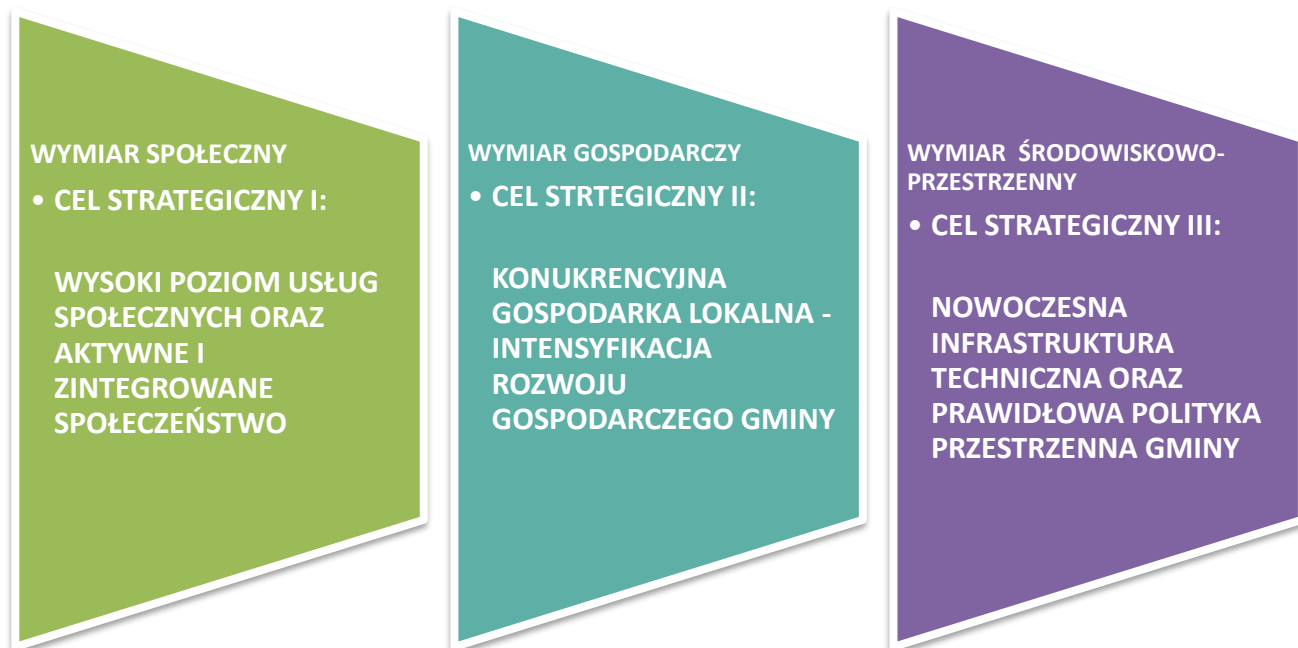 WYMIAR SPOŁECZNY
• CEL STRATEGICZNY I:
WYSOKI POZIOM USŁUG
SPOŁECZNYCH ORAZ
AKTYWNE I
ZINTEGROWANE
SPOŁECZEŃSTWO
WYMIAR GOSPODARCZY
• CEL STRTEGICZNY II:
KONUKRENCYJNA
GOSPODARKA LOKALNA -
INTENSYFIKACJA
ROZWOJU
GOSPODARCZEGO GMINY
WYMIAR ŚRODOWISKOWO-
PRZESTRZENNY
• CEL STRATEGICZNY III:
NOWOCZESNA
INFRASTRUKTURA
TECHNICZNA ORAZ
PRAWIDŁOWA POLITYKA
PRZESTRZENNA GMINY